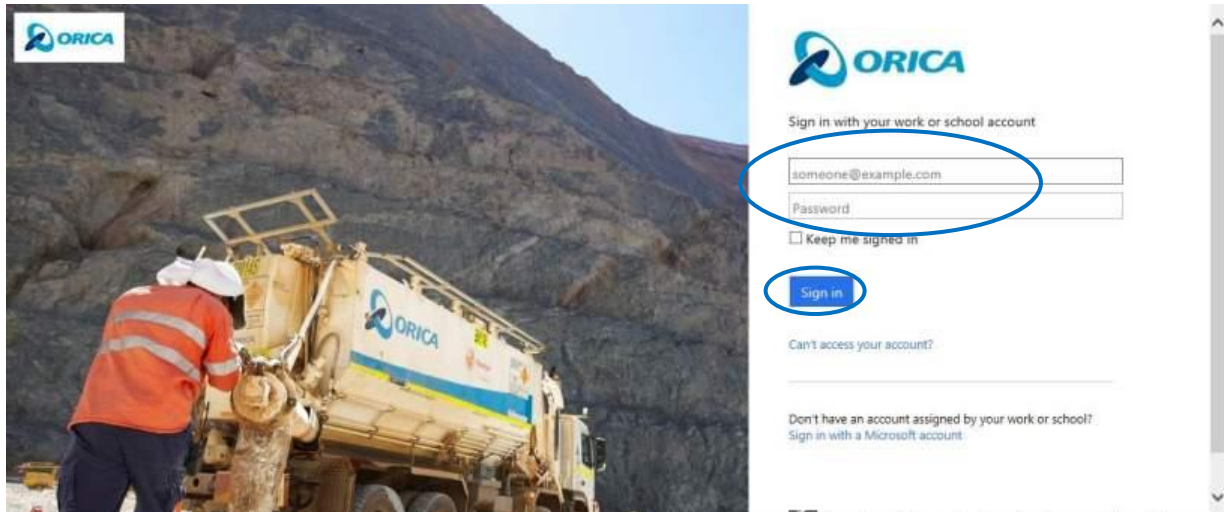 ORICA
ORICA
Sign in with your work or school account
someone@example.com
Password
Keep me signed in
Sign in
ORICA
Can't access your account?
Don't have an account assigned by your work or school?
Sign in with a Microsoft account